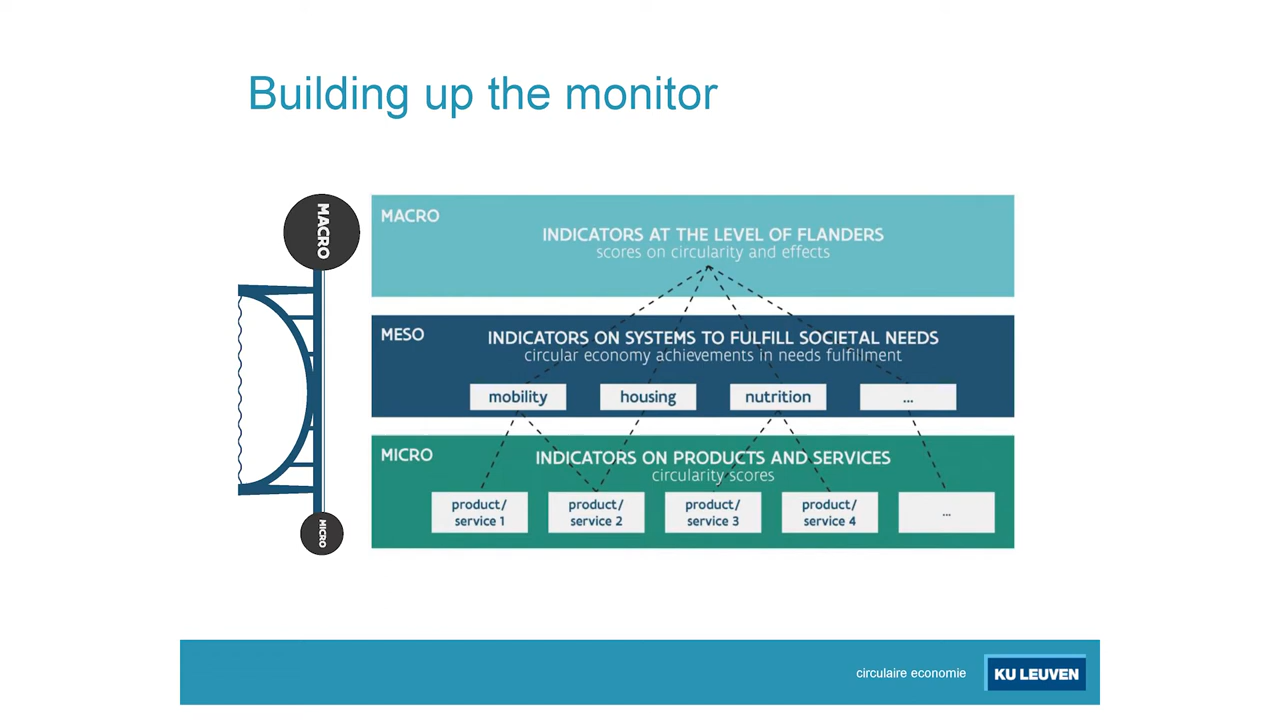 Building up the monitor
MACRO
MACRO
INDICATORS AT THE LEVEL OF FLANDERS
scores on circularity and effects
MESO
INDICATORS ON SYSTEMS TO FULFILL SOCIETAL NEEDS
circular economy achievements in needs fulfillment
mobility
housing
nutrition
...
MICRO
INDICATORS ON PRODUCTS AND SERVICES
circularity scores
product/
service 1
product/
service 2
product/
service 3
product/
service 4
...
MICRO
circulaire economie
KU LEUVEN